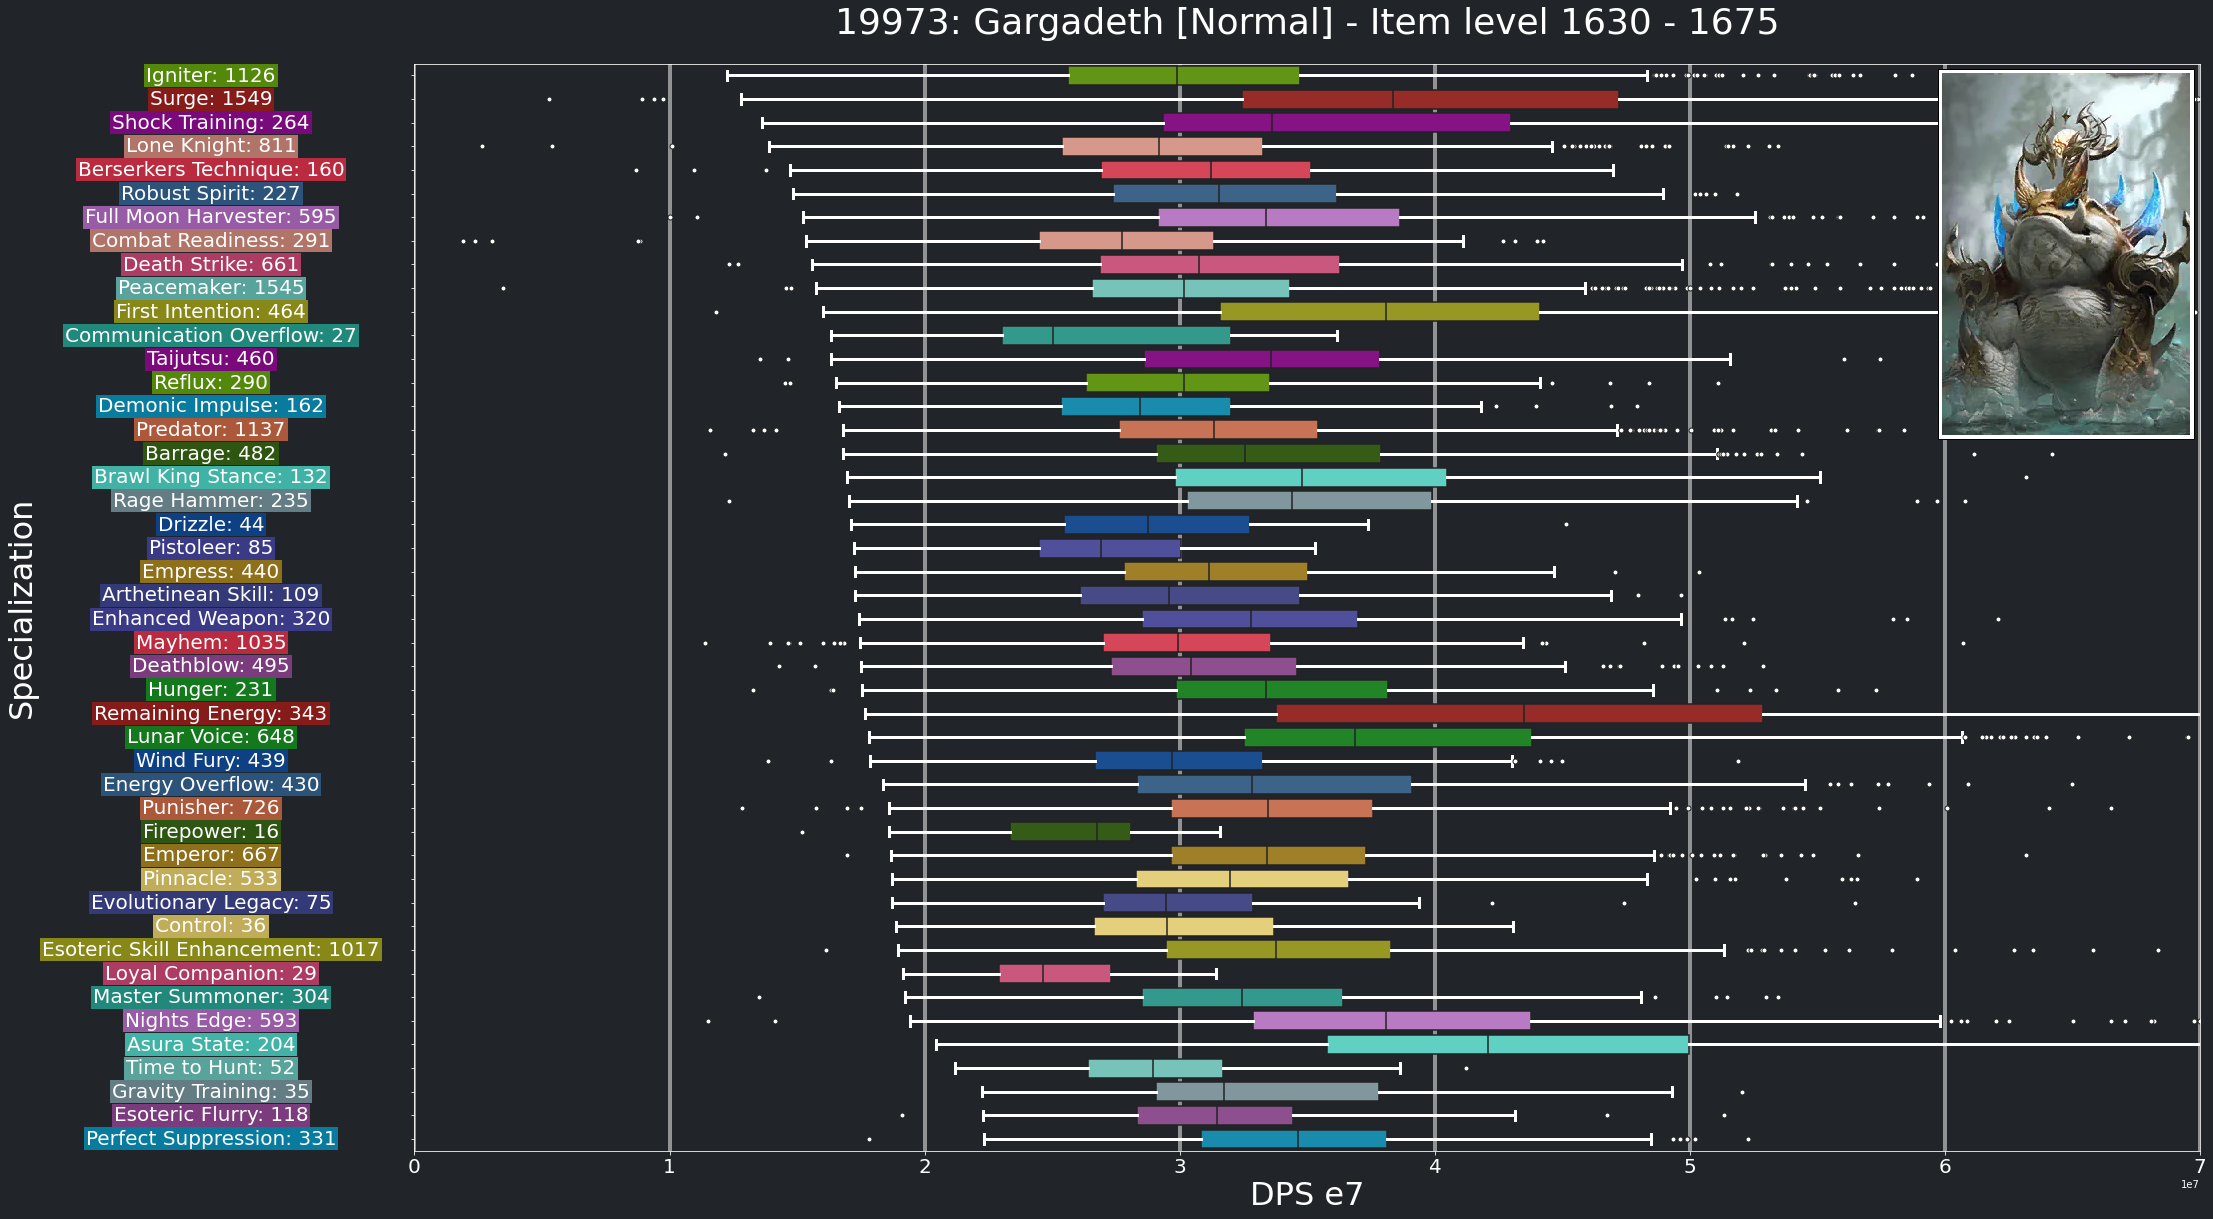 19973: Gargadeth [Normal] - Item level 1630 - 1675
Specialization
Igniter: 1126
Surge: 1549
Shock Training: 264
Lone Knight: 811
Berserkers Technique: 160
Robust Spirit: 227
Full Moon Harvester: 595
Combat Readiness: 291
Death Strike: 661
Peacemaker: 1545
First Intention: 464
Communication Overflow: 27
Taijutsu: 460
Reflux: 290
Demonic Impulse: 162
Predator: 1137
Barrage: 482
Brawl King Stance: 132
Rage Hammer: 235
Drizzle: 44
Pistoleer: 85
Empress: 440
Arthetinean Skill: 109
Enhanced Weapon: 320
Mayhem: 1035
Deathblow: 495
Hunger: 231
Remaining Energy: 343
Lunar Voice: 648
Wind Fury: 439
Energy Overflow: 430
Punisher: 726
Firepower: 16
Emperor: 667
Pinnacle: 533
Evolutionary Legacy: 75
Control: 36
Esoteric Skill Enhancement: 1017
Loyal Companion: 29
Master Summoner: 304
Nights Edge: 593
Asura State: 204
Time to Hunt: 52
Gravity Training: 35
Esoteric Flurry: 118
Perfect Suppression: 331
0 1 2 3 4 5 6 7
1e7
DPS e7